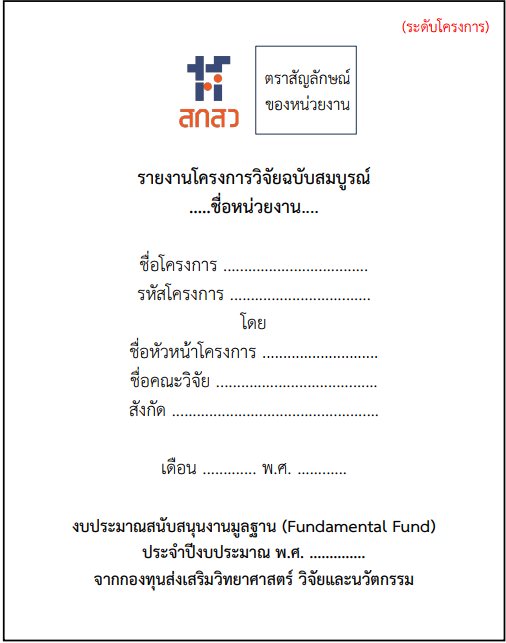 (ระดับโครงการ)
สกสว
ตราสัญลักษณ์
ของหน่วยงาน
รายงานโครงการวิจัยฉบับสมบูรณ์
.....ชื่อหน่วยงาน....
ชื่อโครงการ ...................................
รหัสโครงการ ..................................
โดย
ชื่อหัวหน้าโครงการ ............................
ชื่อคณะวิจัย .......................................
สังกัด ..................................................
เดือน ............. พ.ศ. ............
งบประมาณสนับสนุนงานมูลฐาน (Fundamental Fund)
ประจำปีงบประมาณ พ.ศ. ..............
จากกองทุนส่งเสริมวิทยาศาสตร์ วิจัยและนวัตกรรม